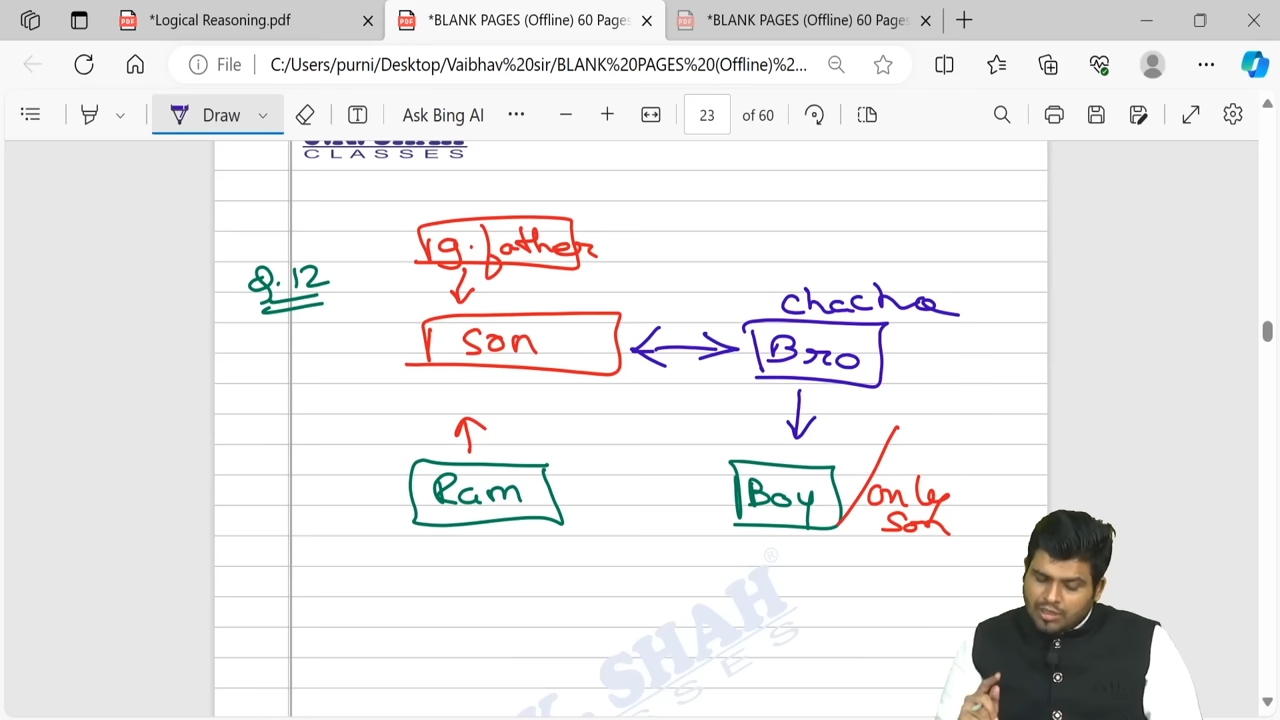 *Logical Reasoning.pdf
*BLANK PAGES (Offline) 60 Pages
*BLANK PAGES (Offline) 60 Pages
File
C:/Users/purni/Desktop/Vaibhav%20sir/BLANK%20PAGES%20(Offline)%2...
Draw
Ask Bing AI
23
of 60
CLASSES
g. father
Q.12
chacha
Son
Bro
Ram
Boy
only
son
SHAH
®